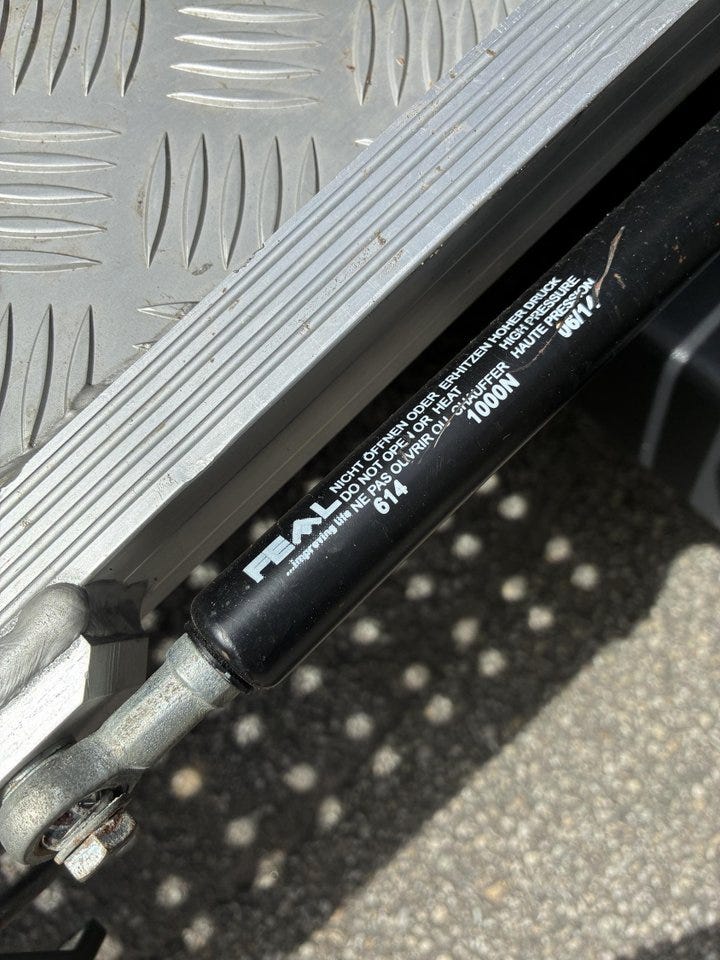 FEAL
...improving life
NICHT ÖFFNEN ODER ERHITZEN HOHER DRUCK
DO NOT OPEN OR HEAT HIGH PRESSURE
NE PAS OUVRIR OU CHAUFFER HAUTE PRESSION
614 1000N